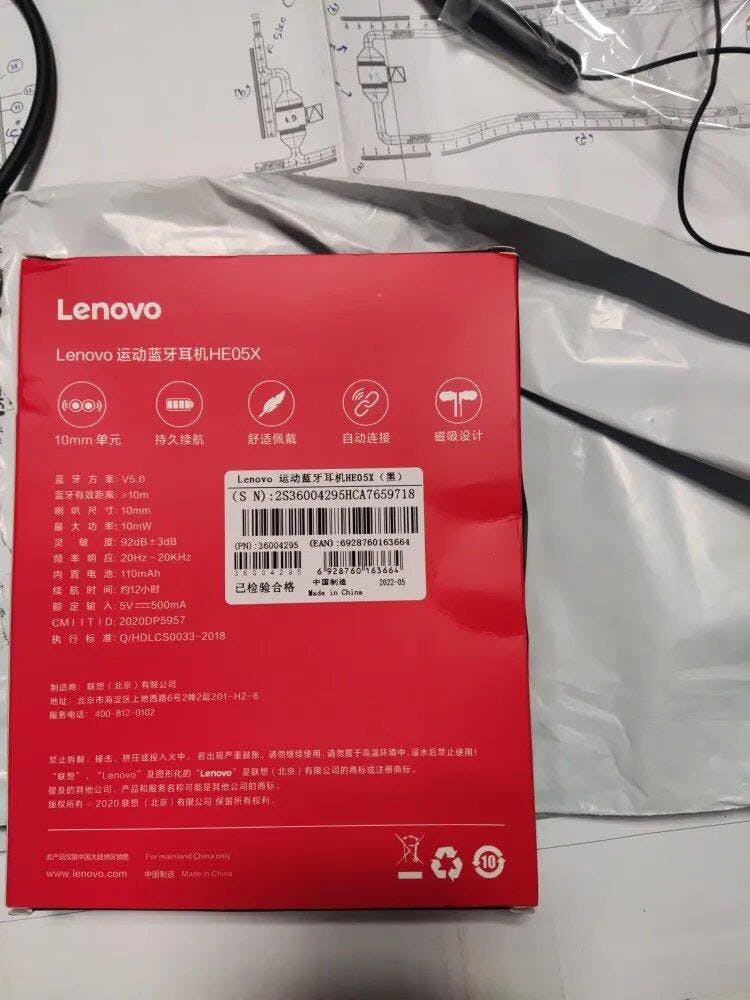 Lenovo
Lenovo 运动蓝牙耳机HE05X
10mm 单元
持久续航
舒适佩戴
自动连接
磁吸设计
蓝牙方案: V5.0
蓝牙有效距离: ≥10m
喇叭尺寸: 10mm
最大功率: 10mW
灵敏度: 92dB±3dB
频率响应: 20Hz-20KHz
内置电池: 110mAh
续航时间: 约12小时
额定输入: 5V⎓500mA
CMIITID: 2020DP5957
执行标准: Q/HDLCS0033-2018
Lenovo 运动蓝牙耳机HE05X（黑）
(S N):2S36004295HCA7659718
(PN):36004295 (EAN):6928760163664
36004295
6 928760 163664
已检验合格
中国制造
Made in China
2022-05
制造商: 联想（北京）有限公司
地址: 北京市海淀区上地西路6号2幢2层201-H2-6
服务电话: 400-812-0102
禁止拆解、撞击、挤压或投入火中。若出现严重鼓胀，请勿继续使用，请勿置于高温环境中，浸水后禁止使用！
“联想”、“Lenovo”及图形化的“Lenovo”是联想（北京）有限公司的商标或注册商标。
提及的其他公司、产品和服务名称可能是其他公司的商标。
版权所有 ©2020 联想（北京）有限公司 保留所有权利。
此产品仅限中国大陆地区销售 For mainland China only
www.lenovo.com 中国制造 Made in China
10